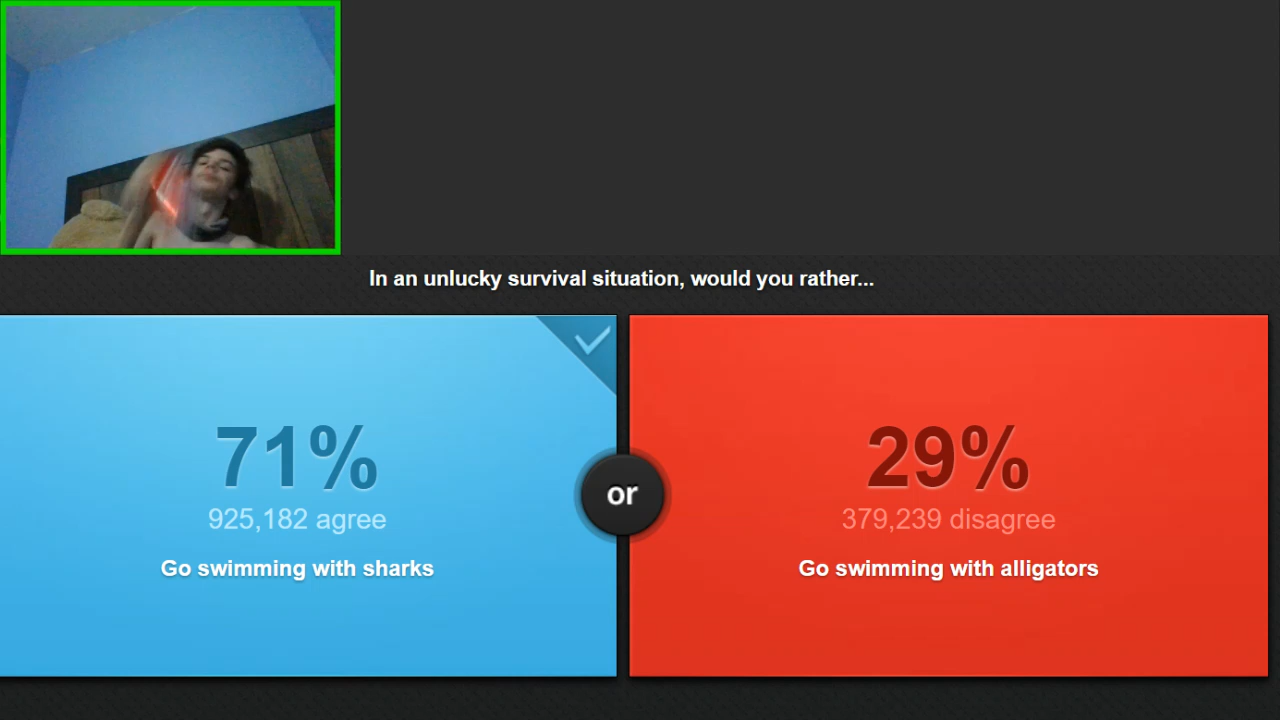 In an unlucky survival situation, would you rather...
71%
925,182 agree
Go swimming with sharks
or
29%
379,239 disagree
Go swimming with alligators